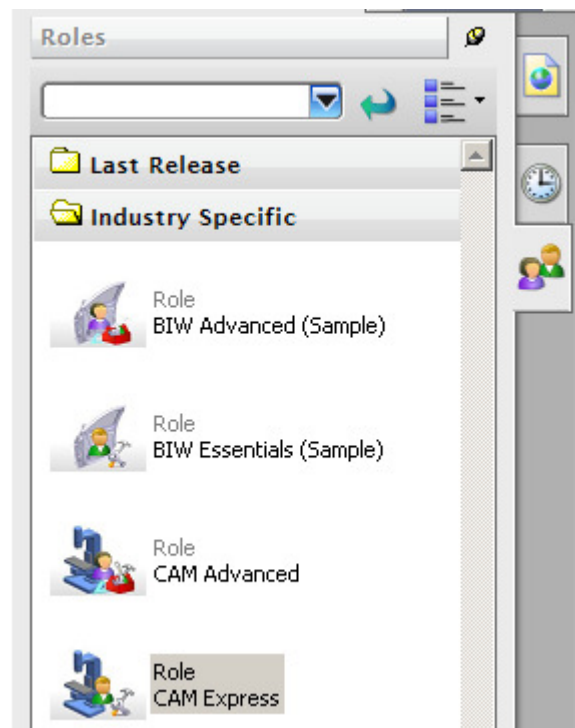 Roles
Last Release
Industry Specific
Role
BIW Advanced (Sample)
Role
BIW Essentials (Sample)
Role
CAM Advanced
Role
CAM Express